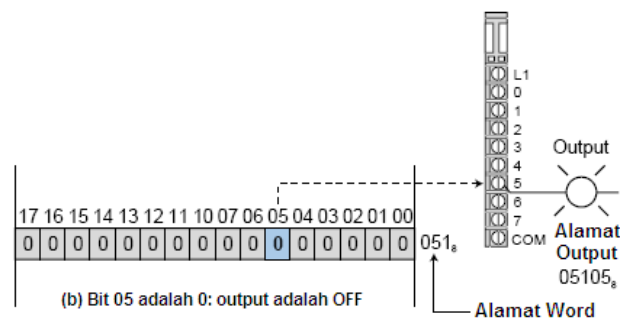 L1
0
1
2
3
4
5
6
7
COM
Output
Alamat
Output
05105₈
17 16 15 14 13 12 11 10 07 06 05 04 03 02 01 00
0 0 0 0 0 0 0 0 0 0 0 0 0 0 0 0
051₈
(b) Bit 05 adalah 0: output adalah OFF
Alamat Word